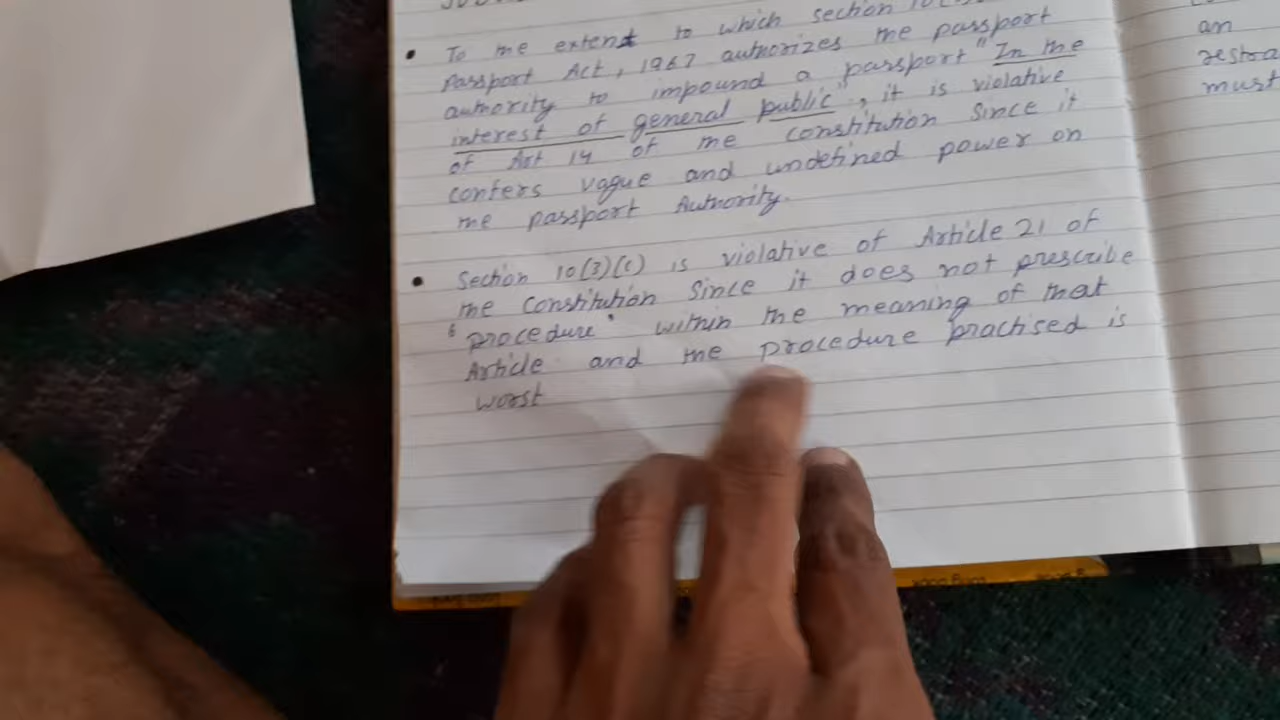 • To the extent to which section 10
Passport Act, 1967 authorizes the passport
authority to impound a passport "In the
interest of general public", it is violative
of Art 14 of the constitution Since it
confers vague and undefined power on
the passport Authority.
• Section 10(3)(c) is violative of Article 21 of
the Constitution Since it does not prescribe
'procedure' within the meaning of that
Article and the procedure practised is
worst
an
must